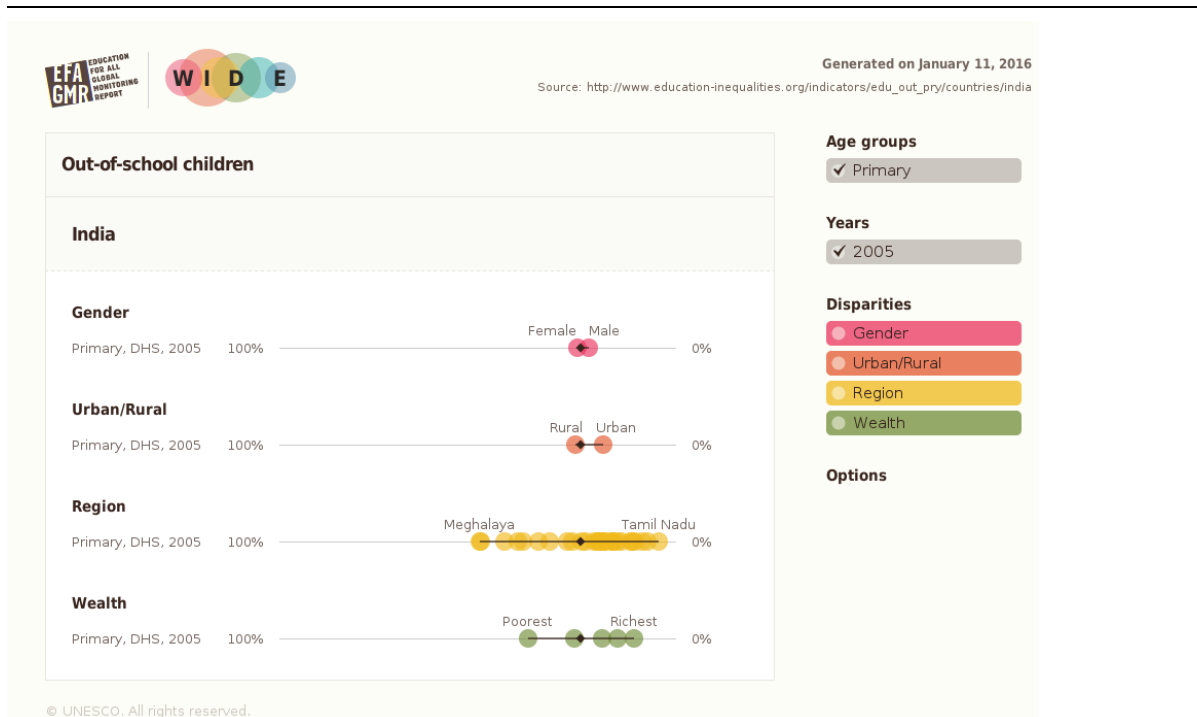 EFA GMR
EDUCATION
FOR ALL
GLOBAL
MONITORING
REPORT
W I D E
Generated on January 11, 2016
Source: http://www.education-inequalities.org/indicators/edu_out_pry/countries/india
Out-of-school children
India
Gender
Female Male
Primary, DHS, 2005 100% 0%
Urban/Rural
Rural Urban
Primary, DHS, 2005 100% 0%
Region
Meghalaya Tamil Nadu
Primary, DHS, 2005 100% 0%
Wealth
Poorest Richest
Primary, DHS, 2005 100% 0%
Age groups
Primary
Years
2005
Disparities
Gender
Urban/Rural
Region
Wealth
Options
© UNESCO. All rights reserved.